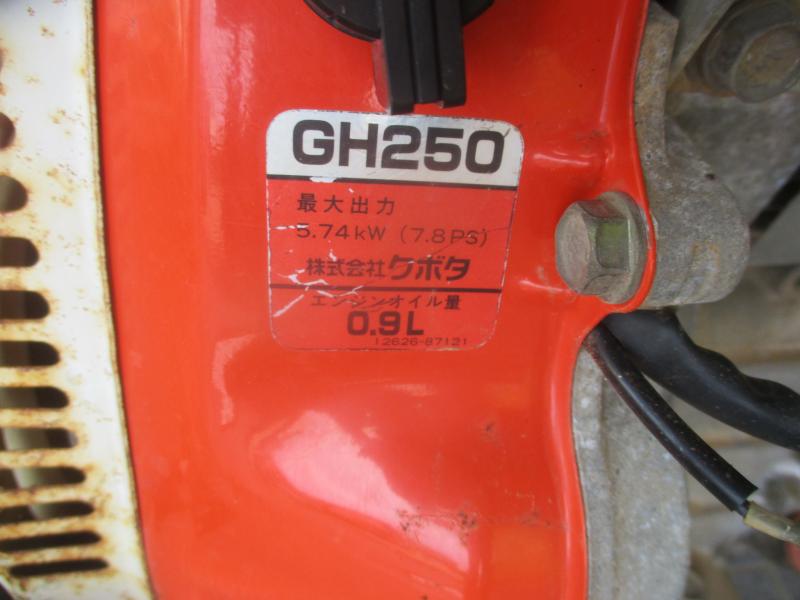 GH250
最大出力
5.74kW (7.8PS)
株式会社クボタ
エンジンオイル量
0.9L
12626-87121